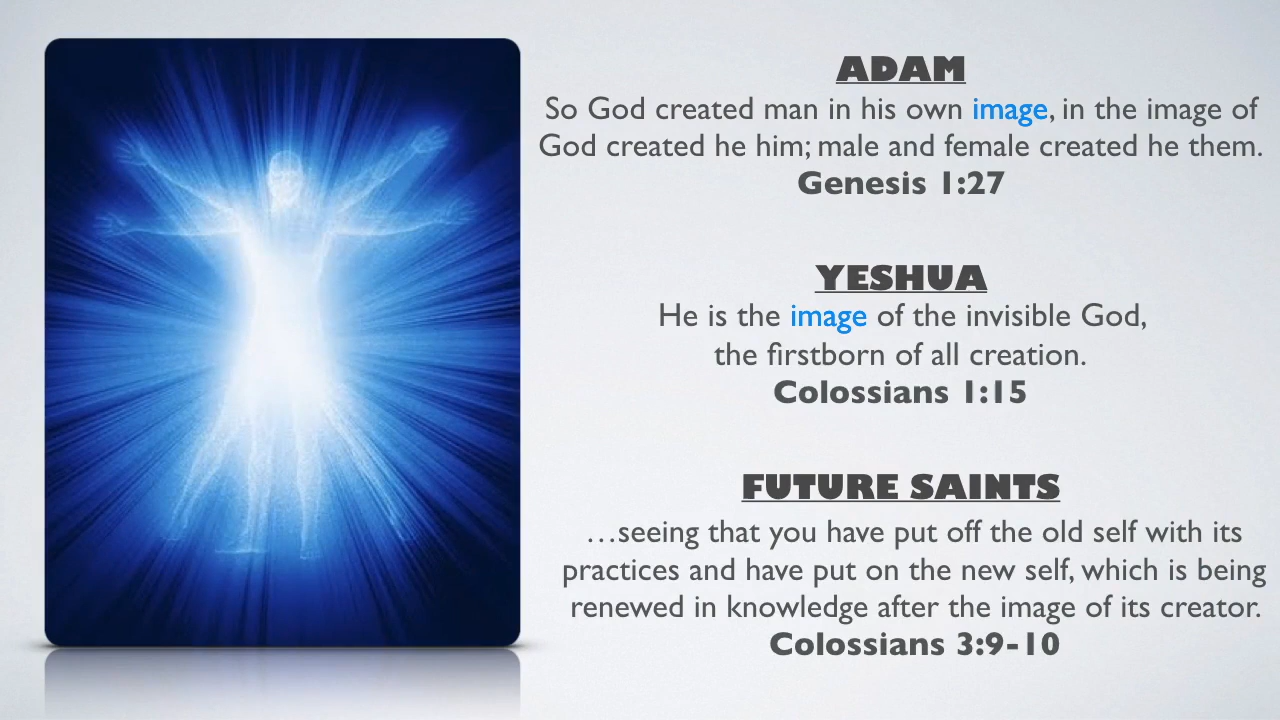 ADAM
So God created man in his own image, in the image of
God created he him; male and female created he them.
Genesis 1:27
YESHUA
He is the image of the invisible God,
the firstborn of all creation.
Colossians 1:15
FUTURE SAINTS
…seeing that you have put off the old self with its
practices and have put on the new self, which is being
renewed in knowledge after the image of its creator.
Colossians 3:9-10